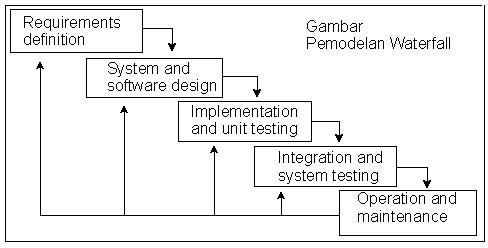 Requirements
definition
Gambar
Pemodelan Waterfall
System and
software design
Implementation
and unit testing
Integration and
system testing
Operation and
maintenance